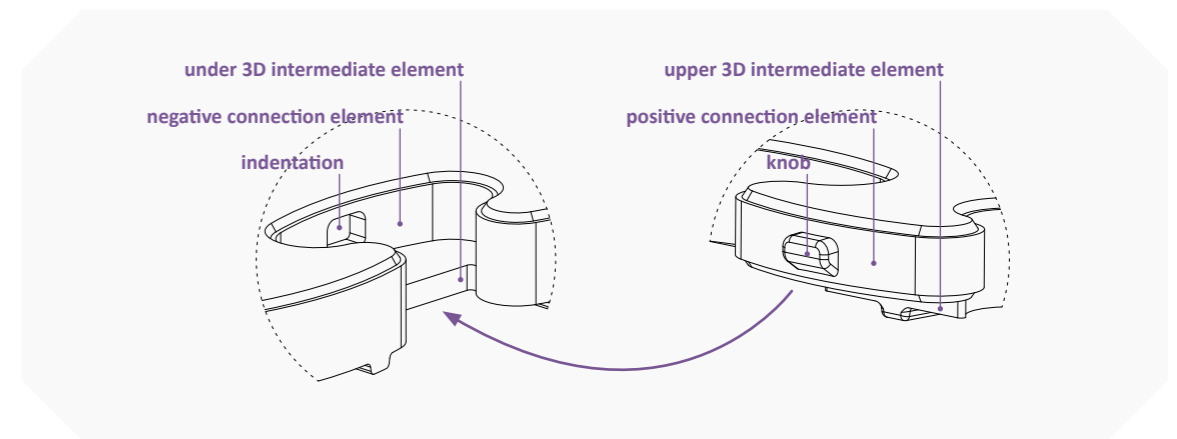 under 3D intermediate element
negative connection element
indentation
upper 3D intermediate element
positive connection element
knob